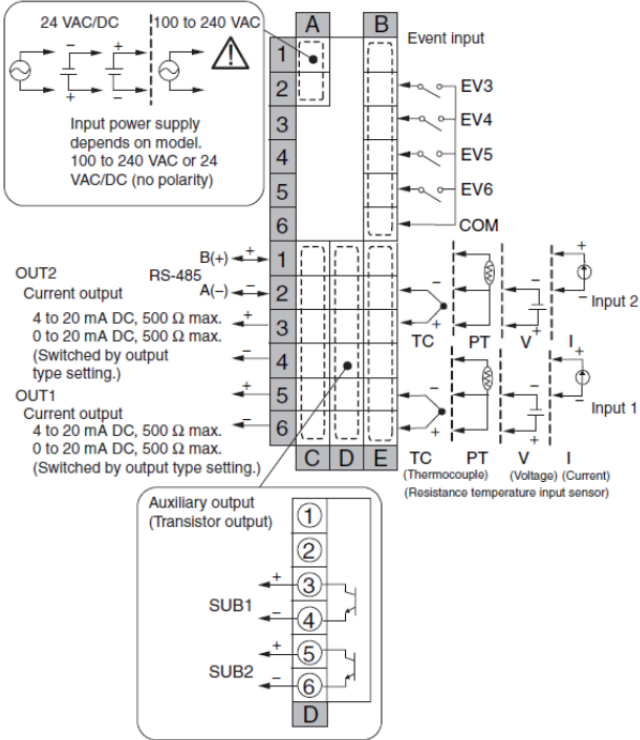 24 VAC/DC
100 to 240 VAC
− +
+ −
Input power supply
depends on model.
100 to 240 VAC or 24
VAC/DC (no polarity)
A B
1
2
3
4
5
6
Event input
EV3
EV4
EV5
EV6
COM
1
2
3
4
5
6
C D E
B(+) +
RS-485
A(−) −
OUT2
Current output
4 to 20 mA DC, 500 Ω max.
0 to 20 mA DC, 500 Ω max.
(Switched by output
type setting.)
+
−
OUT1
Current output
4 to 20 mA DC, 500 Ω max.
0 to 20 mA DC, 500 Ω max.
(Switched by output type setting.)
+
−
+
− − −
Input 2
+ +
TC PT V I
+
− − −
Input 1
+ +
TC PT V I
(Thermocouple) (Voltage) (Current)
(Resistance temperature input sensor)
Auxiliary output
(Transistor output)
1
2
+ 3
SUB1
− 4
+ 5
SUB2
− 6
D